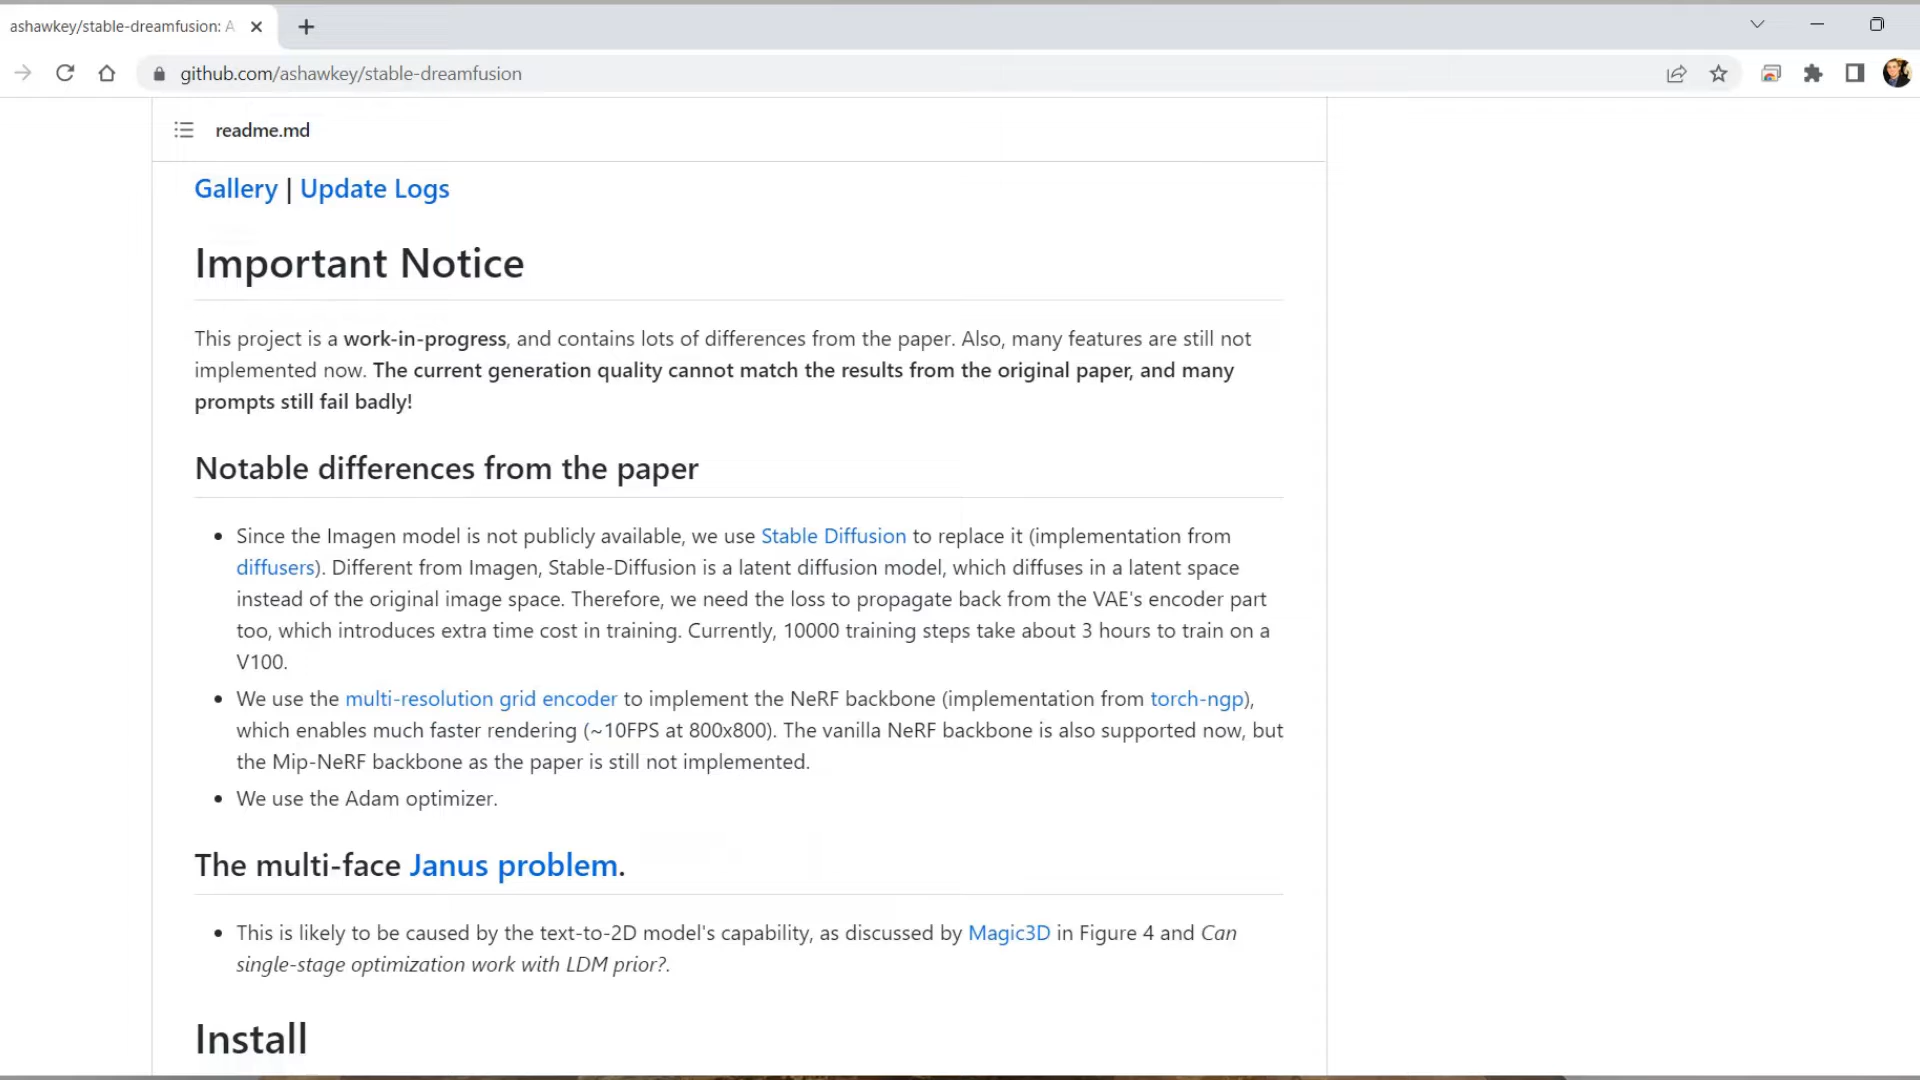 ashawkey/stable-dreamfusion: A
github.com/ashawkey/stable-dreamfusion
readme.md
Gallery | Update Logs
Important Notice
This project is a work-in-progress, and contains lots of differences from the paper. Also, many features are still not
implemented now. The current generation quality cannot match the results from the original paper, and many
prompts still fail badly!
Notable differences from the paper
• Since the Imagen model is not publicly available, we use Stable Diffusion to replace it (implementation from
diffusers). Different from Imagen, Stable-Diffusion is a latent diffusion model, which diffuses in a latent space
instead of the original image space. Therefore, we need the loss to propagate back from the VAE's encoder part
too, which introduces extra time cost in training. Currently, 10000 training steps take about 3 hours to train on a
V100.
• We use the multi-resolution grid encoder to implement the NeRF backbone (implementation from torch-ngp),
which enables much faster rendering (~10FPS at 800x800). The vanilla NeRF backbone is also supported now, but
the Mip-NeRF backbone as the paper is still not implemented.
• We use the Adam optimizer.
The multi-face Janus problem.
• This is likely to be caused by the text-to-2D model's capability, as discussed by Magic3D in Figure 4 and Can
single-stage optimization work with LDM prior?.
Install